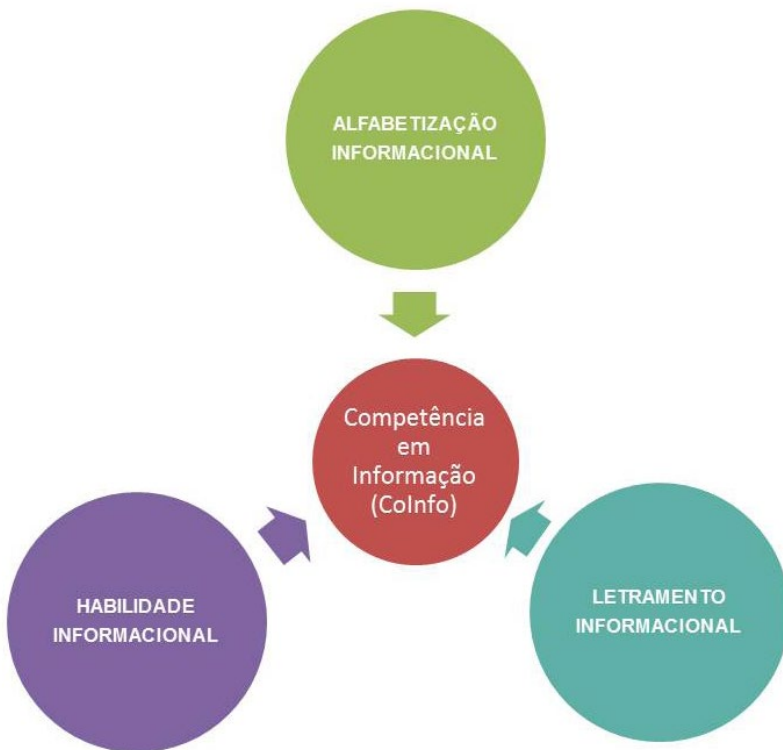 ALFABETIZAÇÃO
INFORMACIONAL
Competência
em
Informação
(CoInfo)
HABILIDADE
INFORMACIONAL
LETRAMENTO
INFORMACIONAL